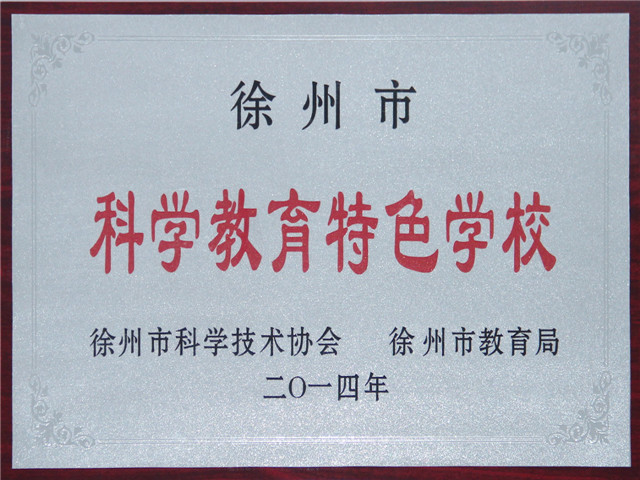 徐州市
科学教育特色学校
徐州市科学技术协会 徐州市教育局
二〇一四年